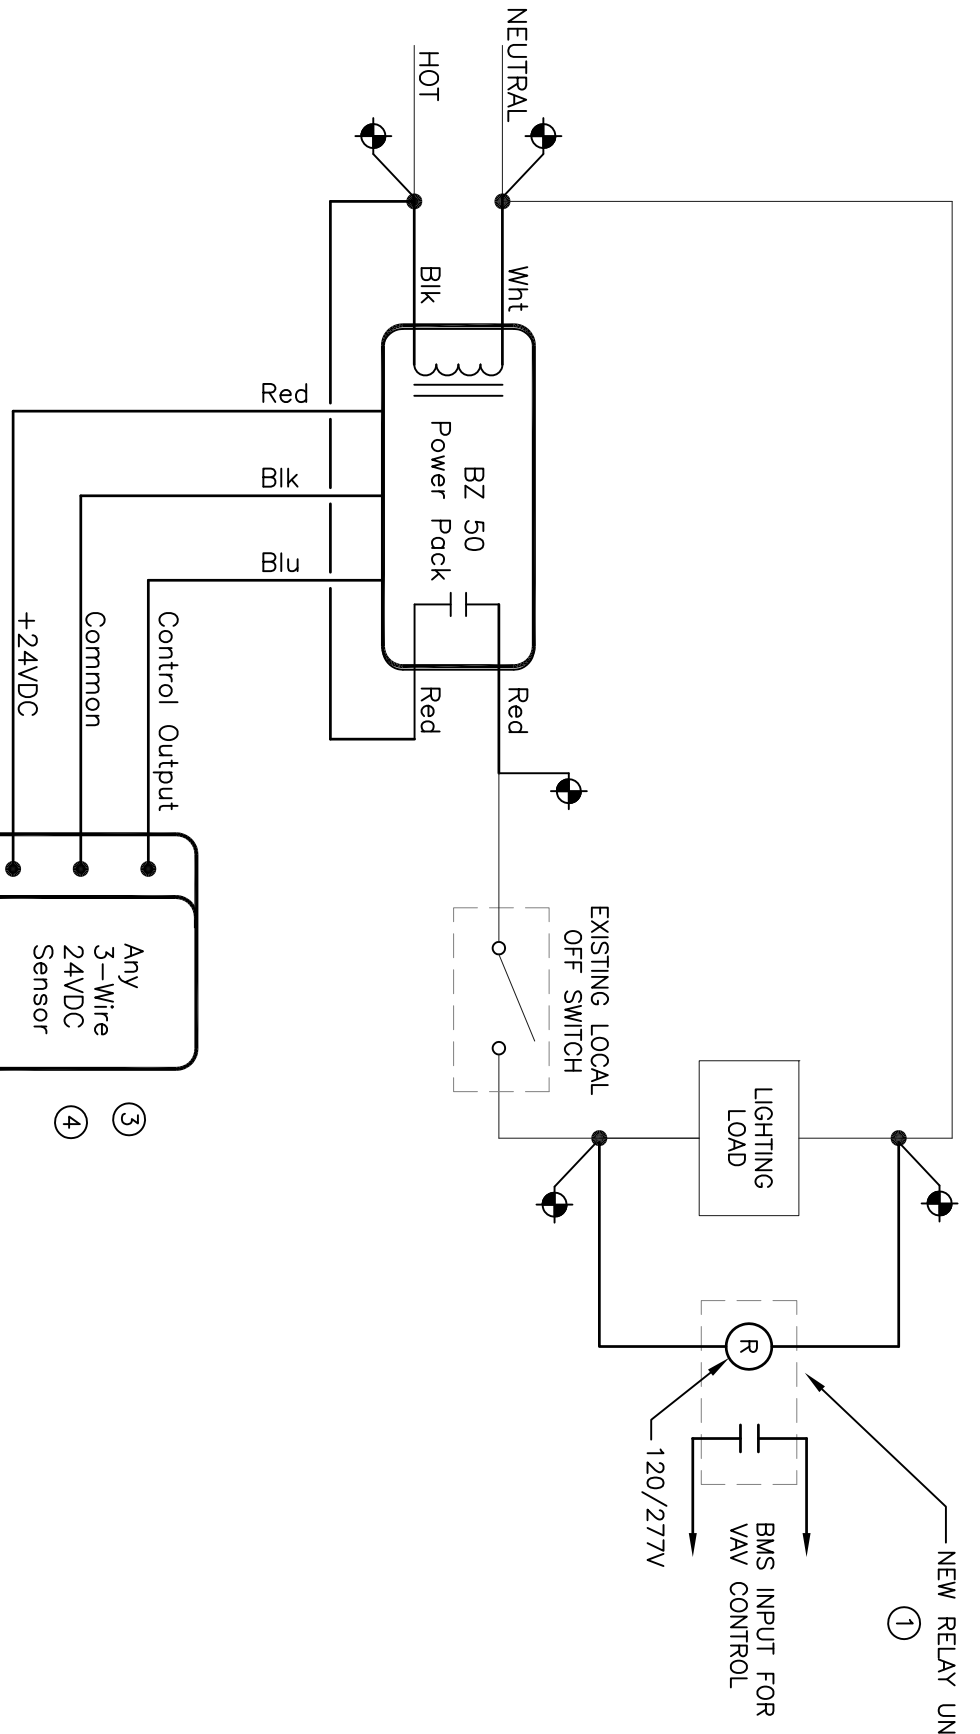 NEUTRAL
HOT
Wht
Blk
BZ 50
Power Pack
Red
Red
Red
Blk
Blu
Control Output
Common
+24VDC
Any
3-Wire
24VDC
Sensor
3
4
EXISTING LOCAL
OFF SWITCH
LIGHTING
LOAD
R
120/277V
BMS INPUT FOR
VAV CONTROL
NEW RELAY
1